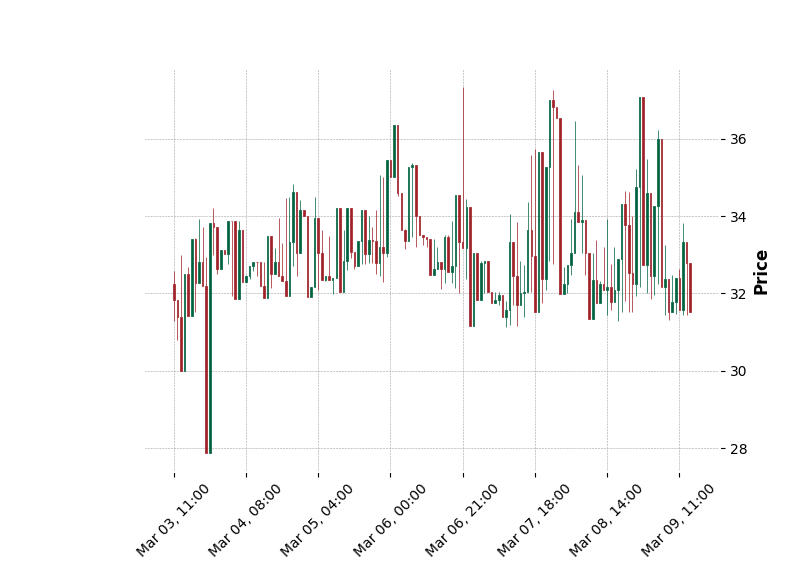 36
34
32
30
28
Price
Mar 03, 11:00
Mar 04, 08:00
Mar 05, 04:00
Mar 06, 00:00
Mar 06, 21:00
Mar 07, 18:00
Mar 08, 14:00
Mar 09, 11:00